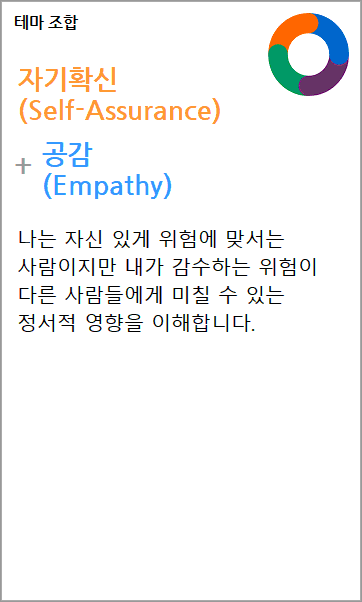 테마 조합
자기확신
(Self-Assurance)
+ 공감
(Empathy)
나는 자신 있게 위험에 맞서는
사람이지만 내가 감수하는 위험이
다른 사람들에게 미칠 수 있는
정서적 영향을 이해합니다.